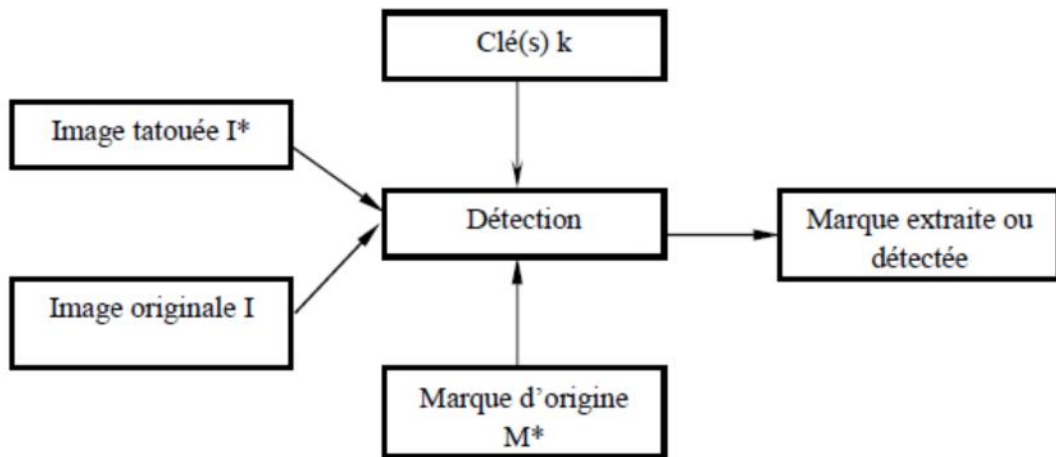 Clé(s) k
Image tatouée I*
Détection
Marque extraite ou
détectée
Image originale I
Marque d’origine
M*